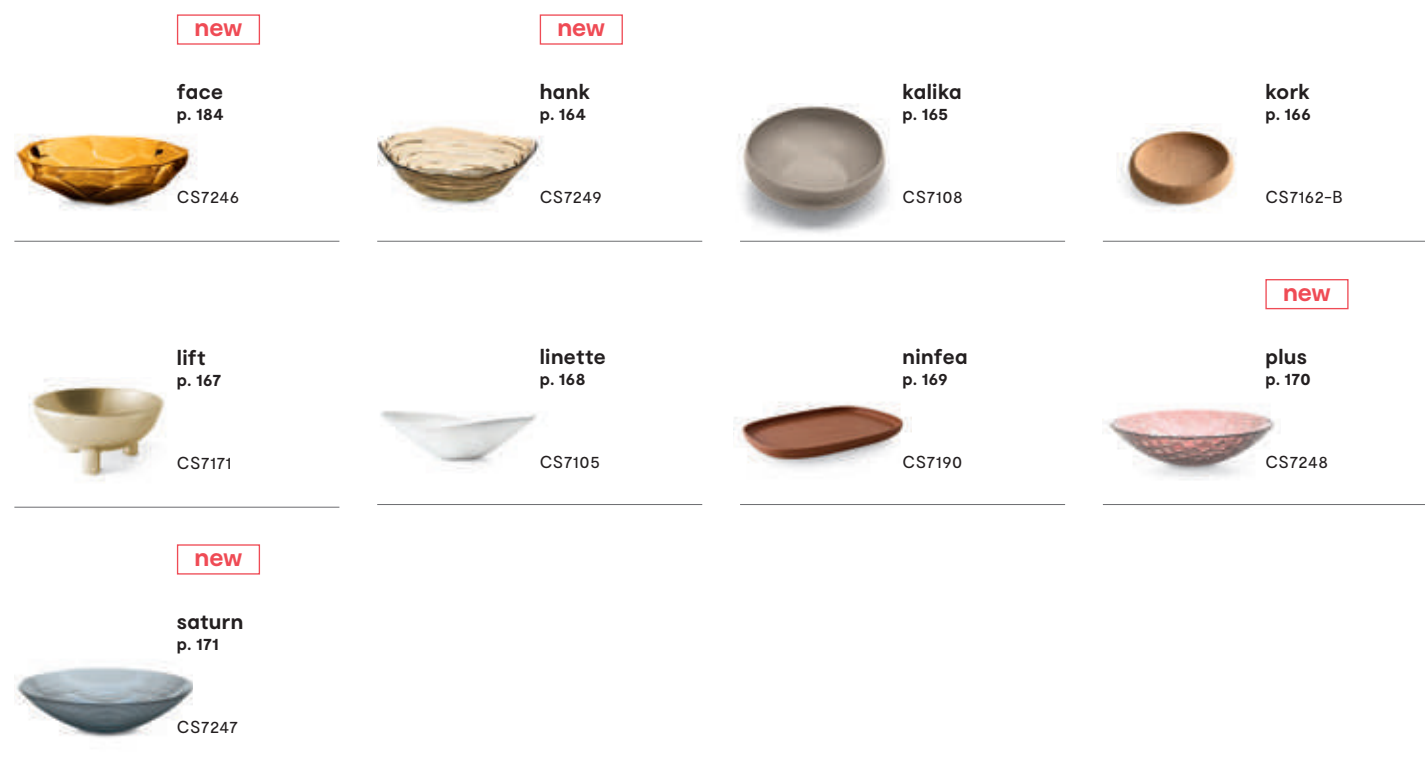 new
face
p. 184
CS7246
new
hank
p. 164
CS7249
kalika
p. 165
CS7108
kork
p. 166
CS7162-B
lift
p. 167
CS7171
linette
p. 168
CS7105
ninfea
p. 169
CS7190
new
plus
p. 170
CS7248
new
saturn
p. 171
CS7247